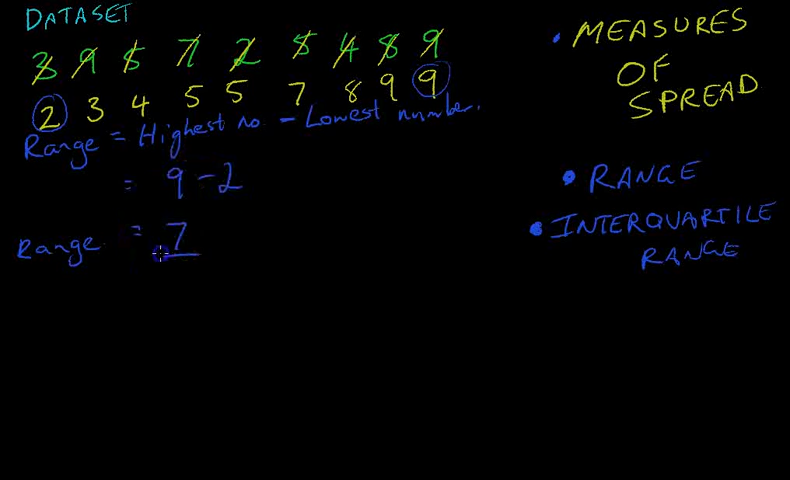 DATASET
3 9 5 7 2 5 4 8 9
2 3 4 5 5 7 8 9 9
Range = Highest no. - Lowest number.
= 9 - 2
Range = 7
• MEASURES
OF
SPREAD
• RANGE
• INTERQUARTILE
RANGE